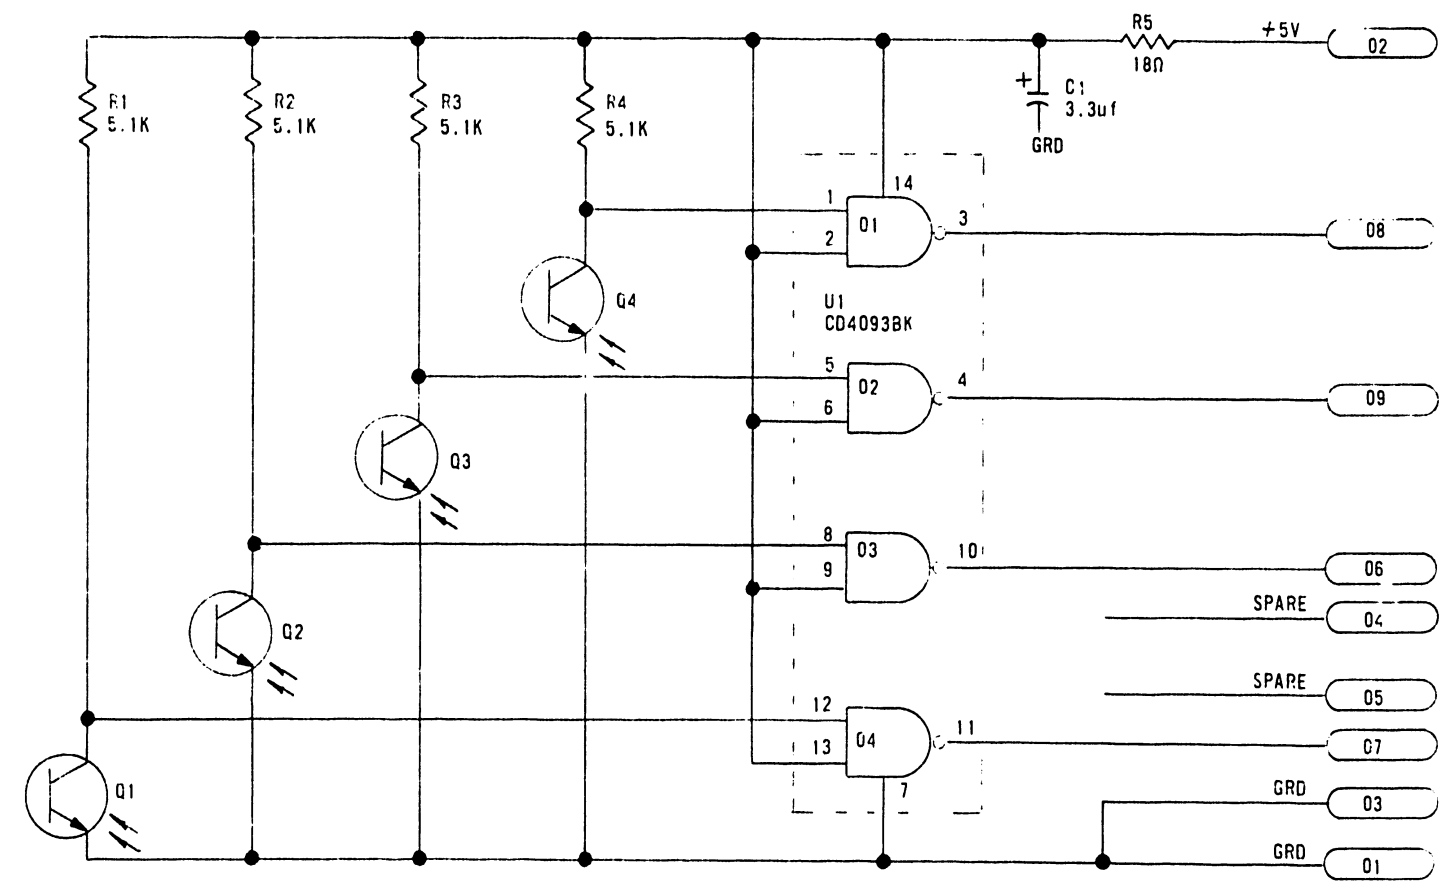 R5
+5V
02
18Ω
R1
5.1K
R2
5.1K
R3
5.1K
R4
5.1K
+
C1
3.3uf
GRD
14
1
01
3
08
2
U1
CD4093BK
Q4
5
02
4
09
6
Q3
8
03
10
06
9
SPARE
04
Q2
SPARE
05
12
04
11
07
13
7
GRD
03
Q1
GRD
01